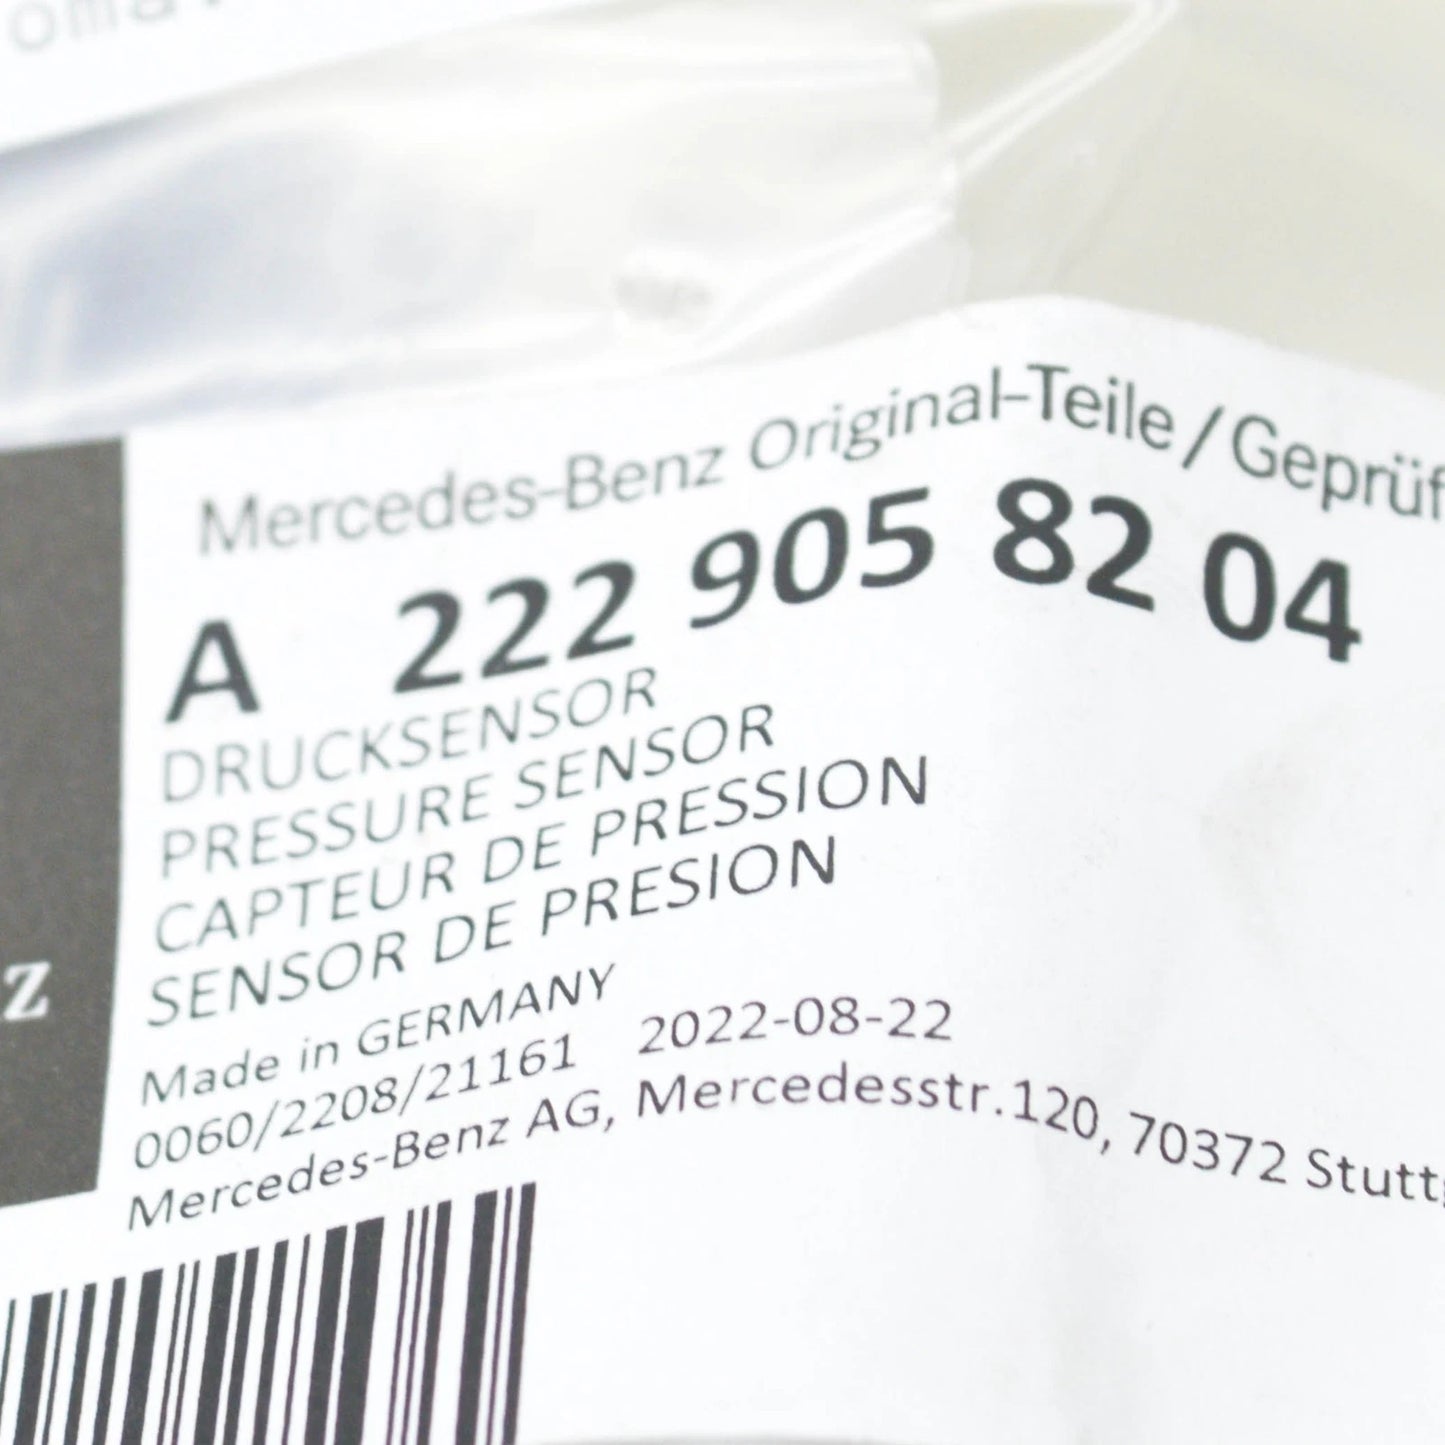 Mercedes-Benz Original-Teile / Geprüf
A 222 905 82 04
DRUCKSENSOR
PRESSURE SENSOR
CAPTEUR DE PRESSION
SENSOR DE PRESION
z
Made in GERMANY
0060/2208/21161 2022-08-22
Mercedes-Benz AG, Mercedesstr.120, 70372 Stutt